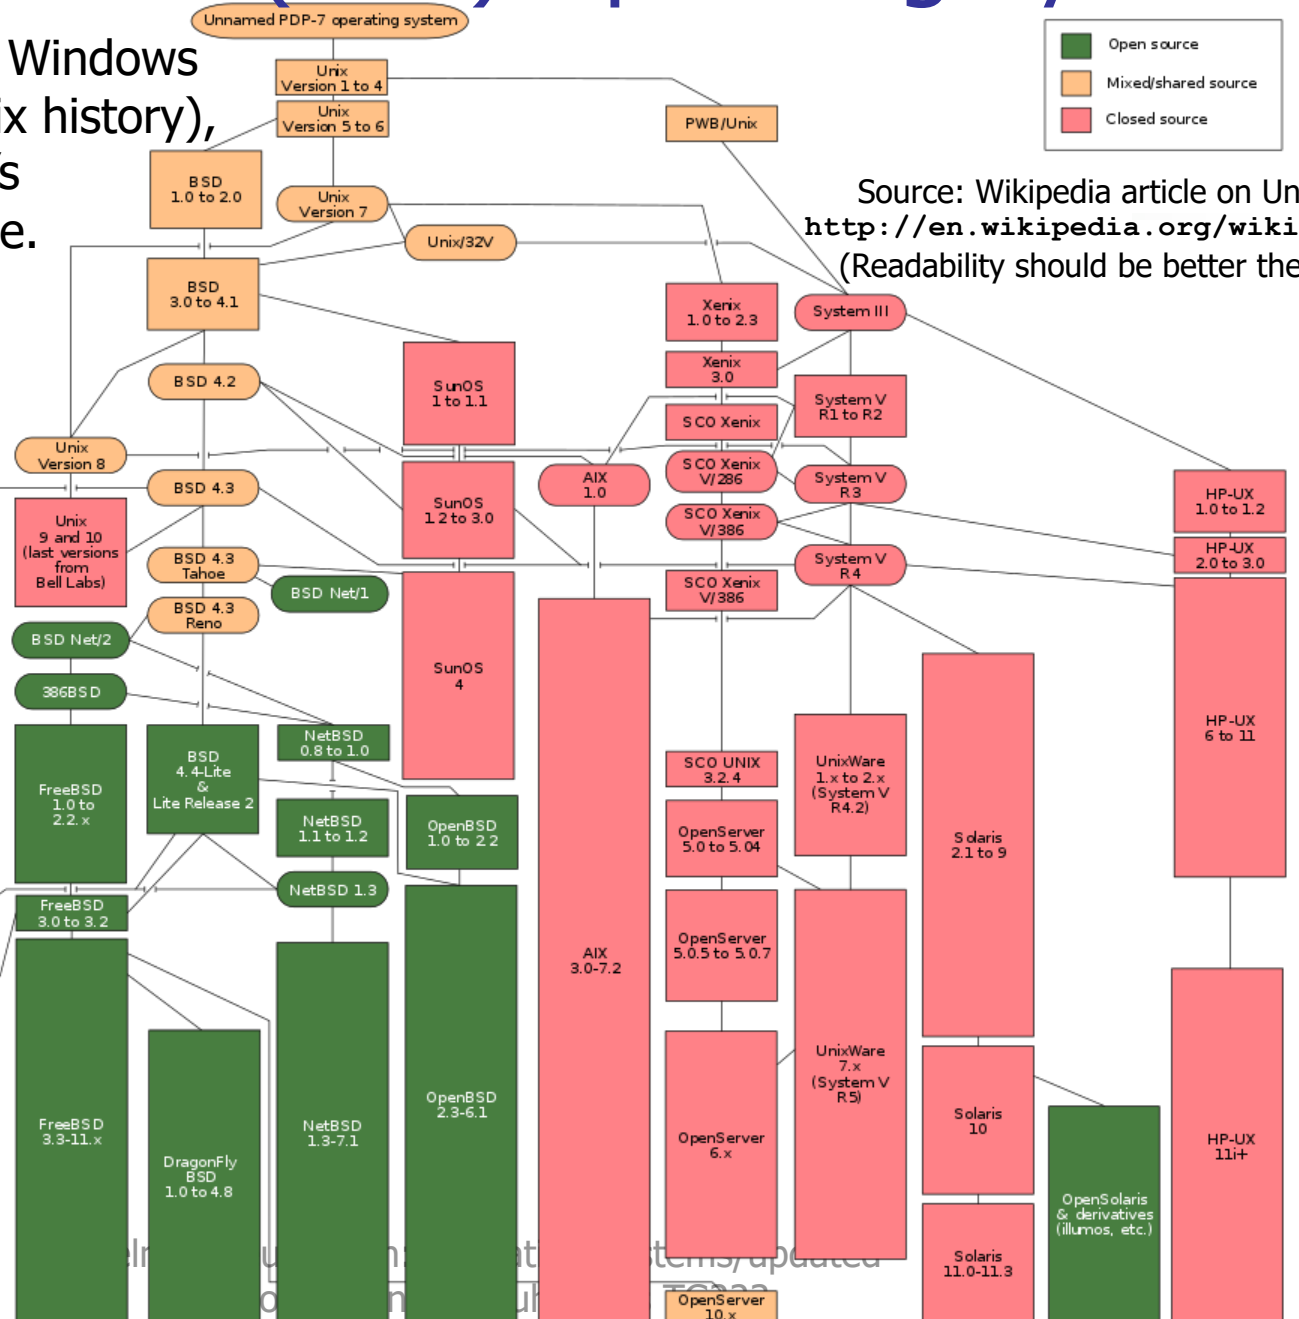 Unnamed PDP-7 operating system
Windows
ix history),
e.
Unix
Version 1 to 4
Unix
Version 5 to 6
PWB/Unix
Open source
Mixed/shared source
Closed source
Source: Wikipedia article on Un
http://en.wikipedia.org/wiki
(Readability should be better the
BSD
1.0 to 2.0
Unix
Version 7
Unix/32V
BSD
3.0 to 4.1
Xenix
1.0 to 2.3
System III
Xenix
3.0
SunOS
1 to 1.1
BSD 4.2
System V
R1 to R2
SCO Xenix
Unix
Version 8
SCO Xenix
V/286
AIX
1.0
System V
R3
BSD 4.3
HP-UX
1.0 to 1.2
SunOS
1.2 to 3.0
SCO Xenix
V/386
Unix
9 and 10
(last versions
from
Bell Labs)
HP-UX
2.0 to 3.0
BSD 4.3
Tahoe
System V
R4
BSD Net/1
SCO Xenix
V/386
BSD 4.3
Reno
BSD Net/2
SunOS
4
386BSD
HP-UX
6 to 11
NetBSD
0.8 to 1.0
BSD
4.4-Lite
&
Lite Release 2
SCO UNIX
3.2.4
UnixWare
1.x to 2.x
(System V
R4.2)
FreeBSD
1.0 to
2.2.x
NetBSD
1.1 to 1.2
OpenBSD
1.0 to 2.2
OpenServer
5.0 to 5.04
Solaris
2.1 to 9
NetBSD 1.3
FreeBSD
3.0 to 3.2
OpenServer
5.0.5 to 5.0.7
AIX
3.0-7.2
UnixWare
7.x
(System V
R5)
OpenBSD
2.3-6.1
FreeBSD
3.3-11.x
NetBSD
1.3-7.1
OpenServer
6.x
Solaris
10
HP-UX
11i+
DragonFly
BSD
1.0 to 4.8
OpenSolaris
& derivatives
(illumos, etc.)
Solaris
11.0-11.3
stems/updated
OpenServer
10.x